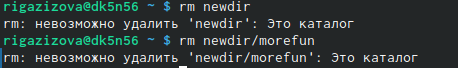 rigazizova@dk5n56 ~ $ rm newdir
rm: невозможно удалить 'newdir': Это каталог
rigazizova@dk5n56 ~ $ rm newdir/morefun
rm: невозможно удалить 'newdir/morefun': Это каталог